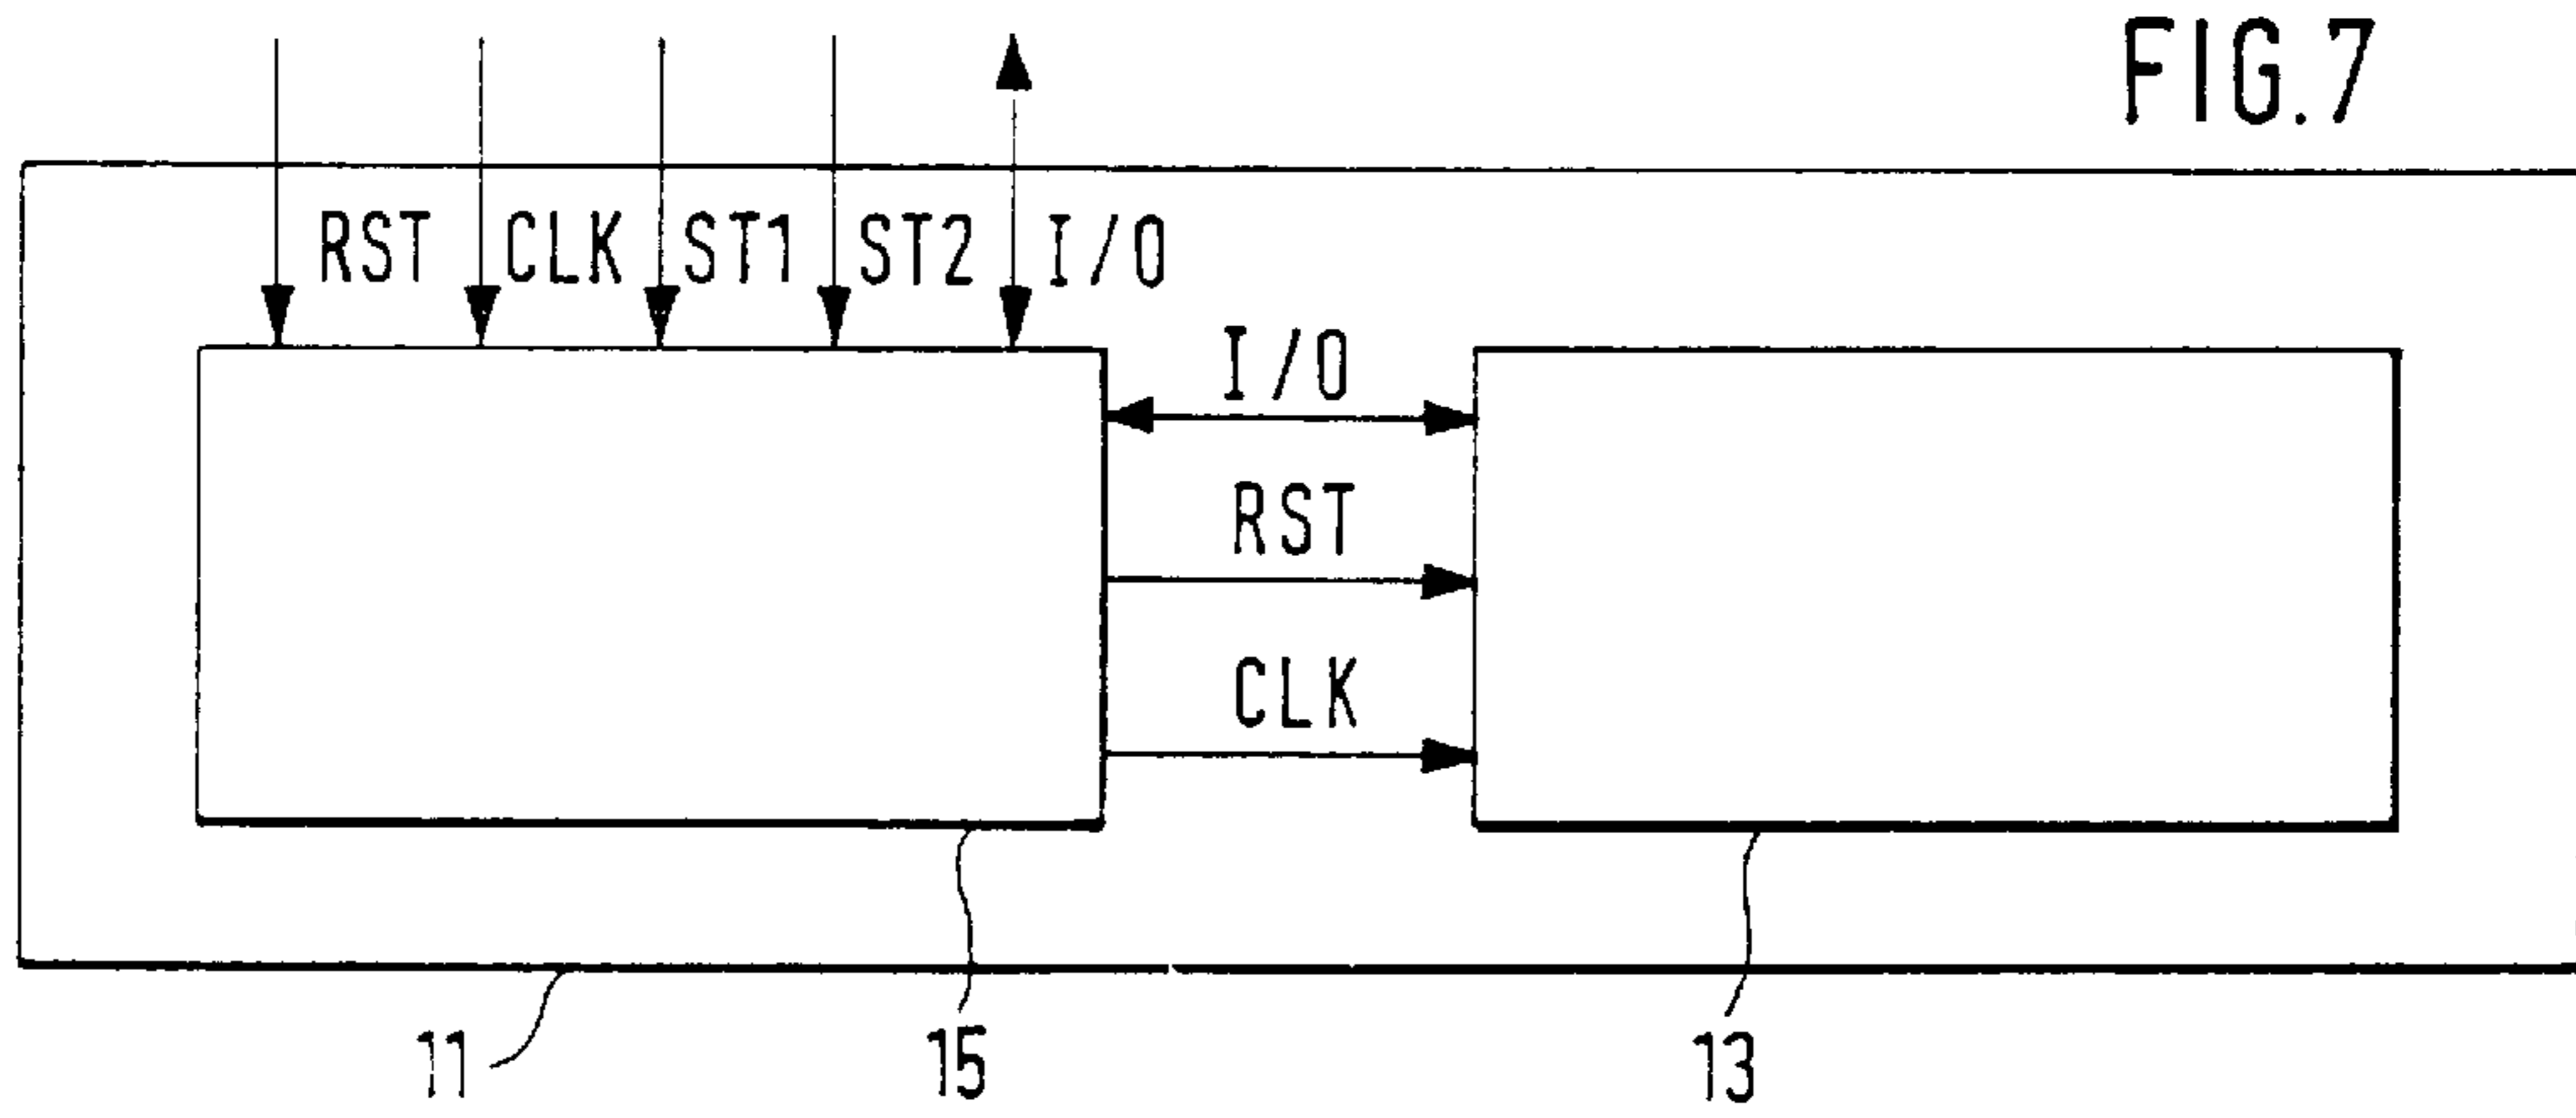 FIG.7
RST CLK ST1 ST2 I/O
I/O
RST
CLK
11 15 13